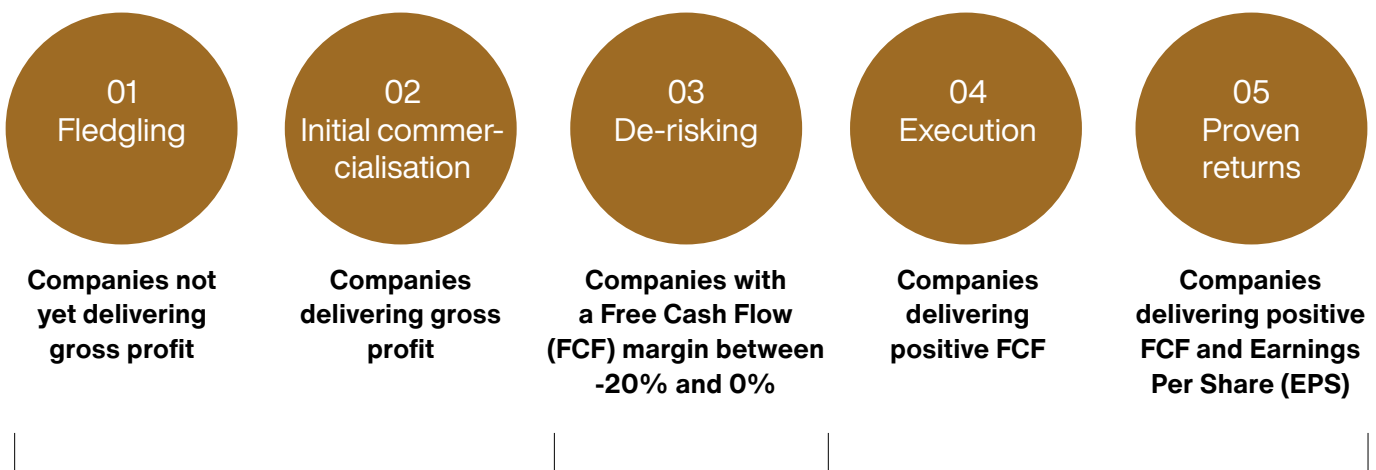 01
Fledgling
Companies not
yet delivering
gross profit
02
Initial commer-
cialisation
Companies
delivering gross
profit
03
De-risking
Companies with
a Free Cash Flow
(FCF) margin between
-20% and 0%
04
Execution
Companies
delivering
positive FCF
05
Proven
returns
Companies
delivering positive
FCF and Earnings
Per Share (EPS)